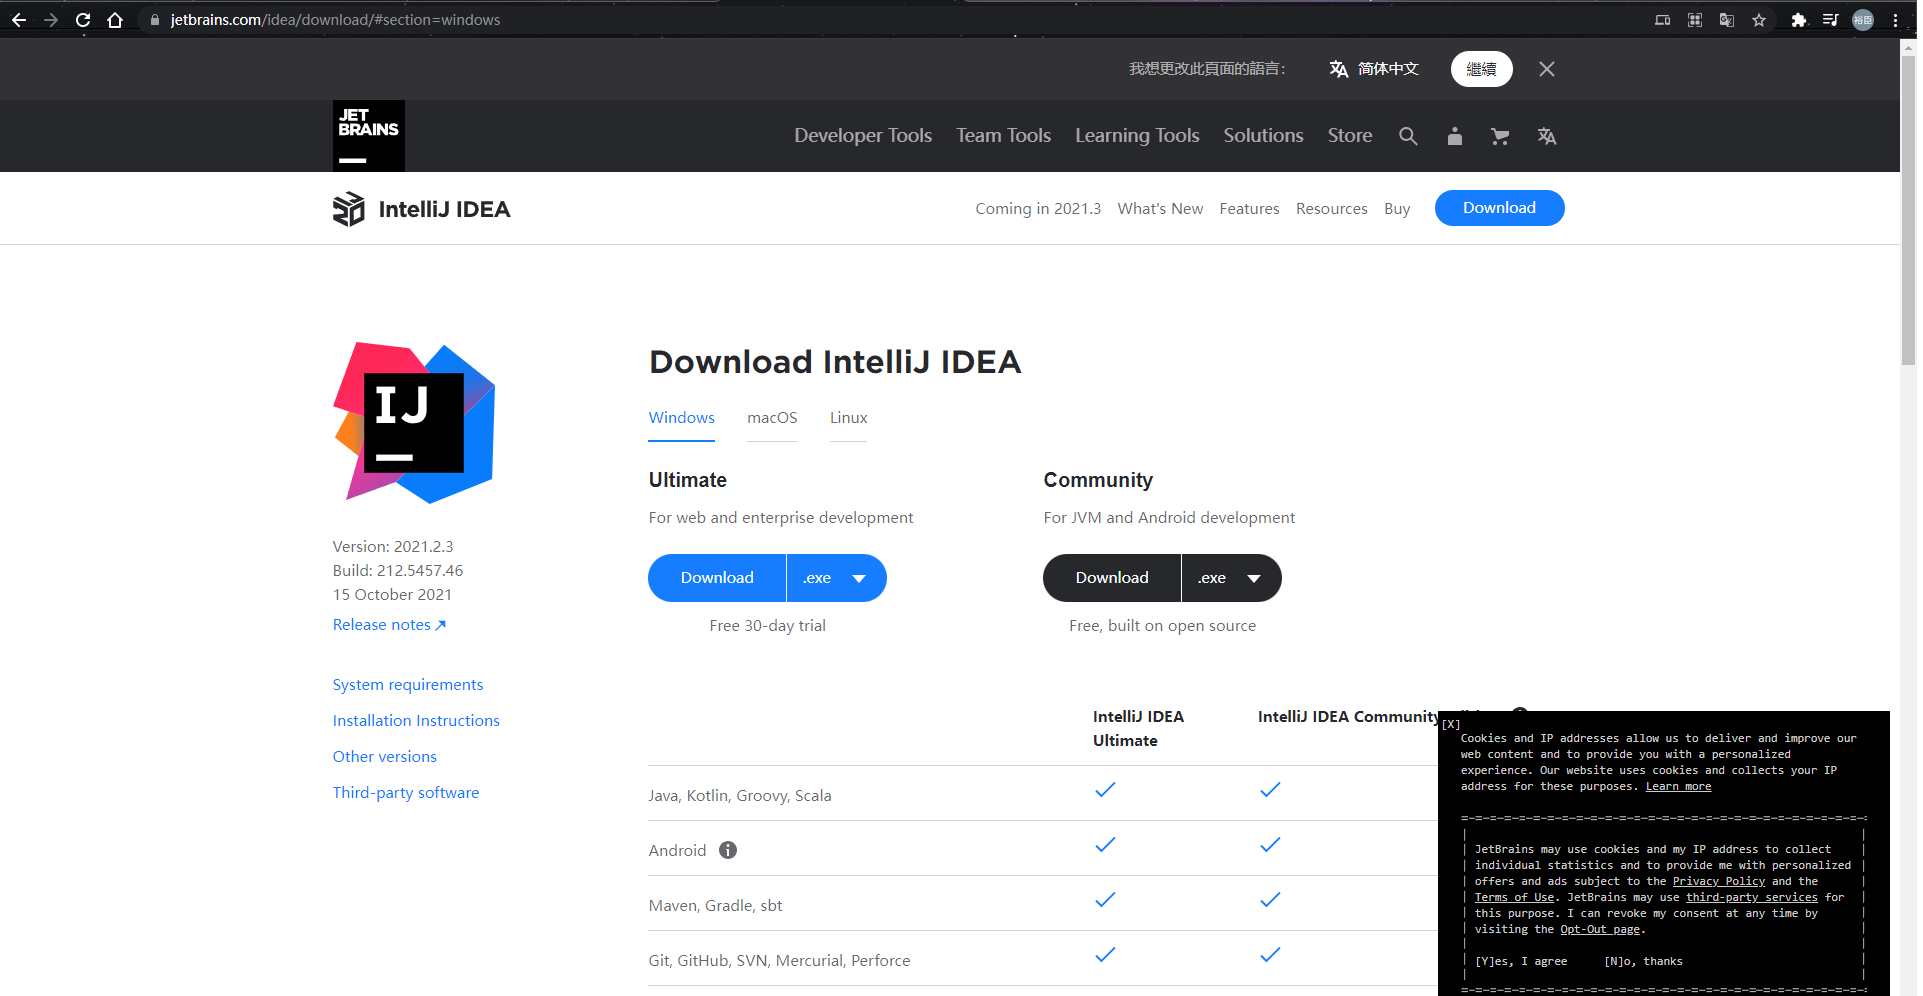 jetbrains.com/idea/download/#section=windows
裕臣
我想更改此頁面的語言：
简体中文
繼續
JET
BRAINS
Developer Tools
Team Tools
Learning Tools
Solutions
Store
IntelliJ IDEA
Coming in 2021.3
What's New
Features
Resources
Buy
Download
IJ
Download IntelliJ IDEA
Windows
macOS
Linux
Ultimate
For web and enterprise development
Download
.exe
Free 30-day trial
Community
For JVM and Android development
Download
.exe
Free, built on open source
Version: 2021.2.3
Build: 212.5457.46
15 October 2021
Release notes ↗
System requirements
Installation Instructions
Other versions
Third-party software
IntelliJ IDEA
Ultimate
IntelliJ IDEA Community
Java, Kotlin, Groovy, Scala
Android
Maven, Gradle, sbt
Git, GitHub, SVN, Mercurial, Perforce
[X]
Cookies and IP addresses allow us to deliver and improve our
web content and to provide you with a personalized
experience. Our website uses cookies and collects your IP
address for these purposes. Learn more
JetBrains may use cookies and my IP address to collect
individual statistics and to provide me with personalized
offers and ads subject to the Privacy Policy and the
Terms of Use. JetBrains may use third-party services for
this purpose. I can revoke my consent at any time by
visiting the Opt-Out page.
[Y]es, I agree
[N]o, thanks